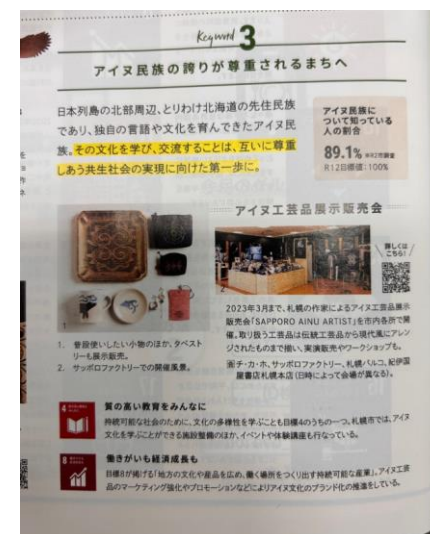 Keyword 3
アイヌ民族の誇りが尊重されるまちへ
日本列島の北部周辺、とりわけ北海道の先住民族
であり、独自の言語や文化を育んできたアイヌ民
族。その文化を学び、交流することは、互いに尊重
しあう共生社会の実現に向けた第一歩に。
アイヌ民族に
ついて知っている
人の割合
89.1% ※R2市調査
R12目標値:100%
アイヌ工芸品展示販売会
詳しくは
こちら!
1
2
1. 普段使いしたい小物のほか、タペスト
リーも展示販売。
2. サッポロファクトリーでの開催風景。
2023年3月まで、札幌の作家によるアイヌ工芸品展示
販売会「SAPPORO AINU ARTIST」を市内各所で開
催。取り扱う工芸品は伝統工芸品から現代風にアレン
ジされたものまで揃い、実演販売やワークショップも。
チ・カ・ホ、サッポロファクトリー、札幌パルコ、紀伊國
屋書店札幌本店(日時によって会場が異なる)。
4
質の高い教育をみんなに
持続可能な社会のために、文化の多様性を学ぶことも目標4のうちの一つ。札幌市では、アイヌ
文化を学ぶことができる施設整備のほか、イベントや体験講座も行なっている。
8
働きがいも経済成長も
目標8が掲げる「地方の文化や産品を広め、働く場所をつくり出す持続可能な産業」。アイヌ工芸
品のマーケティング強化やプロモーションなどによりアイヌ文化のブランド化の推進をしている。